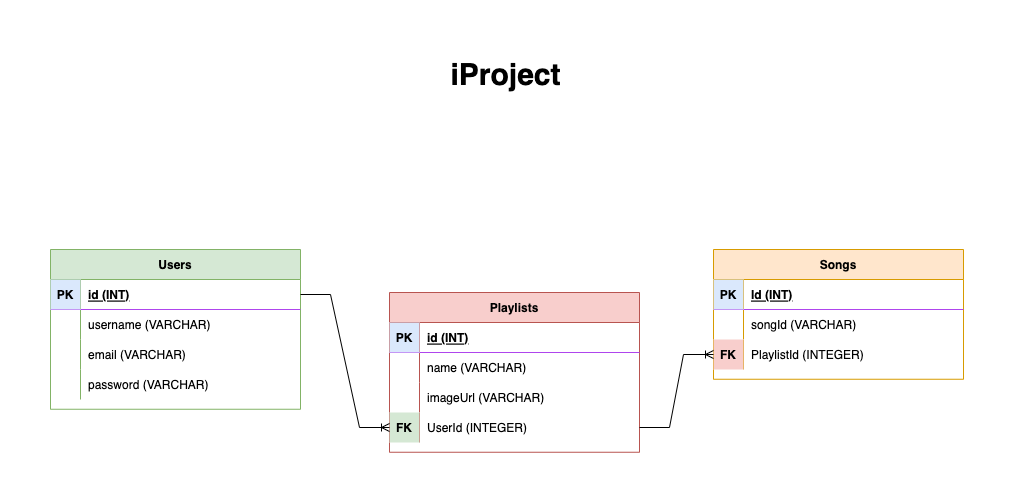 iProject
Users
PK id (INT)
username (VARCHAR)
email (VARCHAR)
password (VARCHAR)
Playlists
PK id (INT)
name (VARCHAR)
imageUrl (VARCHAR)
FK UserId (INTEGER)
Songs
PK Id (INT)
songId (VARCHAR)
FK PlaylistId (INTEGER)